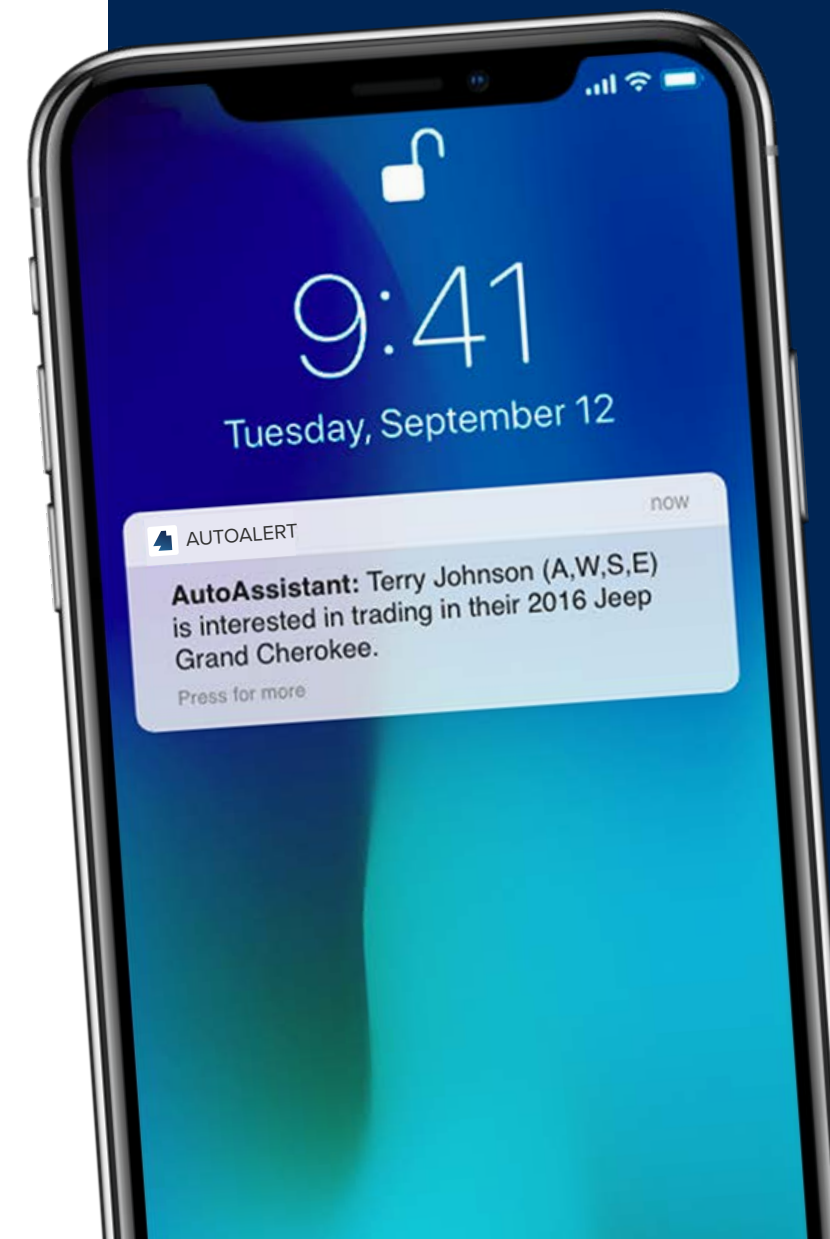 9:41
Tuesday, September 12
AUTOALERT
now
AutoAssistant: Terry Johnson (A,W,S,E)
is interested in trading in their 2016 Jeep
Grand Cherokee.
Press for more